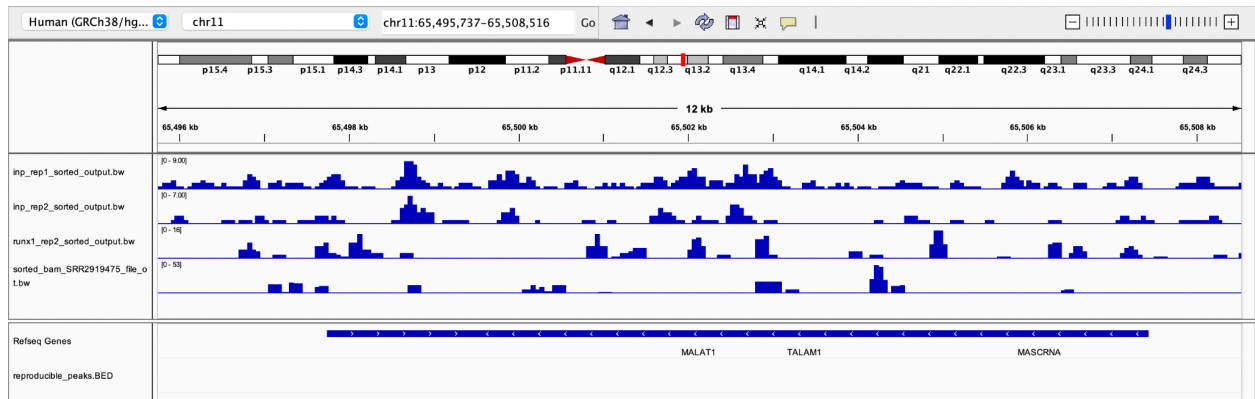 Human (GRCh38/hg... chr11 chr11:65,495,737-65,508,516 Go
p15.4 p15.3 p15.1 p14.3 p14.1 p13 p12 p11.2 p11.11 q12.1 q12.3 q13.2 q13.4 q14.1 q14.2 q21 q22.1 q22.3 q23.1 q23.3 q24.1 q24.3
12 kb
65,496 kb 65,498 kb 65,500 kb 65,502 kb 65,504 kb 65,506 kb 65,508 kb
[0 - 9.00]
inp_rep1_sorted_output.bw
[0 - 7.00]
inp_rep2_sorted_output.bw
[0 - 16]
runx1_rep2_sorted_output.bw
[0 - 53]
sorted_bam_SRR2919475_file_o
t.bw
Refseq Genes
MALAT1 TALAM1 MASCRNA
reproducible_peaks.BED